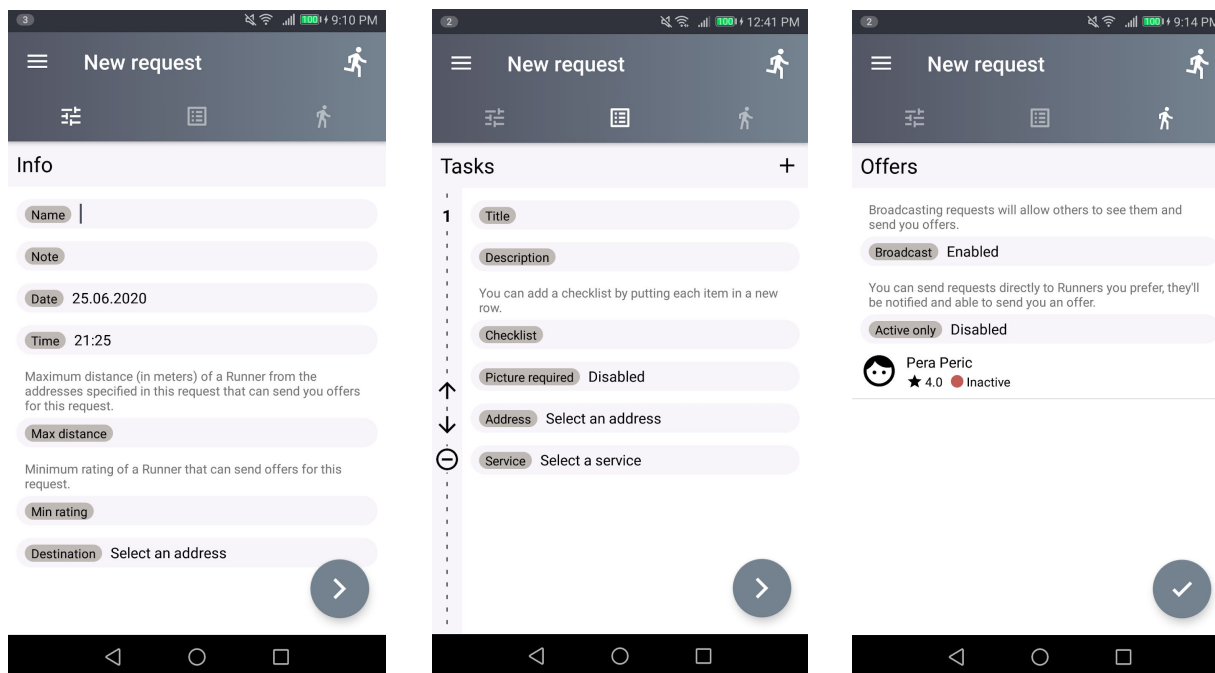 3
100 9:10 PM
New request
Info
Name
Note
Date 25.06.2020
Time 21:25
Maximum distance (in meters) of a Runner from the
addresses specified in this request that can send you offers
for this request.
Max distance
Minimum rating of a Runner that can send offers for this
request.
Min rating
Destination Select an address
2
100 12:41 PM
New request
Tasks
1 Title
Description
You can add a checklist by putting each item in a new
row.
Checklist
Picture required Disabled
Address Select an address
Service Select a service
2
100 9:14 PM
New request
Offers
Broadcasting requests will allow others to see them and
send you offers.
Broadcast Enabled
You can send requests directly to Runners you prefer, they'll
be notified and able to send you an offer.
Active only Disabled
Pera Peric
4.0 Inactive